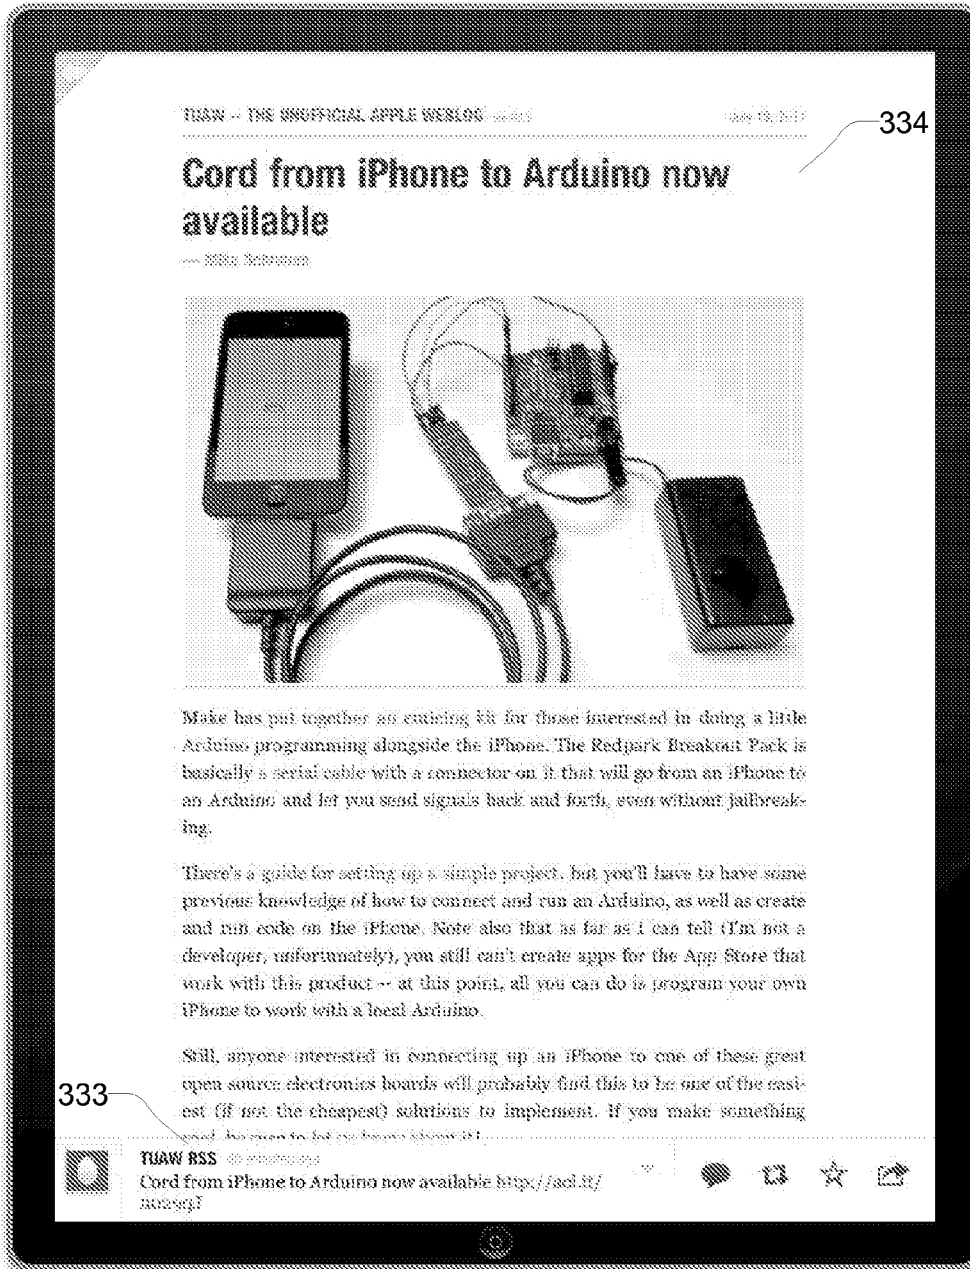 TUAW -- THE UNOFFICIAL APPLE WEBLOG
334
Cord from iPhone to Arduino now
available
Make has put together an enticing kit for those interested in doing a little
Arduino programming alongside the iPhone. The Redpark Breakout Pack is
basically a serial cable with a connector on it that will go from an iPhone to
an Arduino and let you send signals back and forth, even without jailbreak-
ing.
There's a guide for setting up a simple project, but you'll have to have some
previous knowledge of how to connect and run an Arduino, as well as create
and run code on the iPhone. Note also that as far as I can tell (I'm not a
developer, unfortunately), you still can't create apps for the App Store that
work with this product -- at this point, all you can do is program your own
iPhone to work with a local Arduino.
Still, anyone interested in connecting up an iPhone to one of these great
open source electronics boards will probably find this to be one of the easi-
est (if not the cheapest) solutions to implement. If you make something
333
TUAW RSS
Cord from iPhone to Arduino now available http://aol.it/